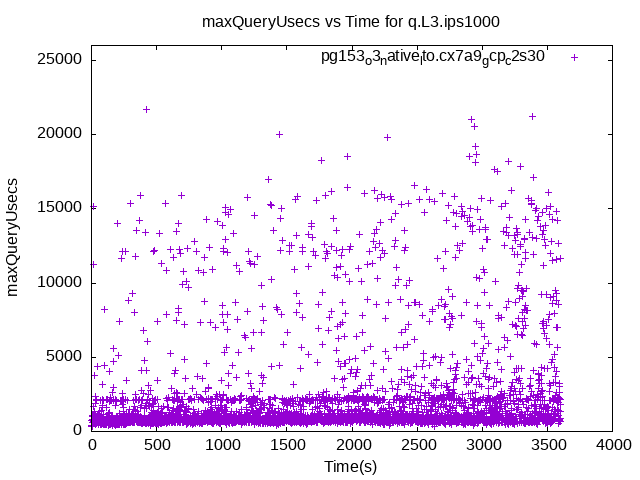 maxQueryUsecs vs Time for q.L3.ips1000
pg153o3nativelto.cx7a9gcpc2s30
25000
20000
15000
10000
5000
0
maxQueryUsecs
0 500 1000 1500 2000 2500 3000 3500 4000
Time(s)